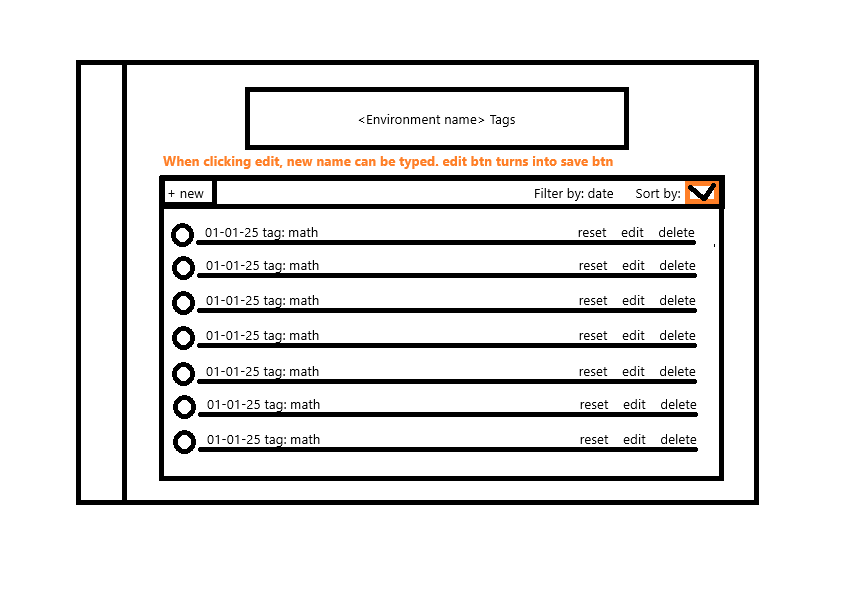 <Environment name> Tags
When clicking edit, new name can be typed. edit btn turns into save btn
+ new Filter by: date Sort by:
01-01-25 tag: math reset edit delete
01-01-25 tag: math reset edit delete
01-01-25 tag: math reset edit delete
01-01-25 tag: math reset edit delete
01-01-25 tag: math reset edit delete
01-01-25 tag: math reset edit delete
01-01-25 tag: math reset edit delete